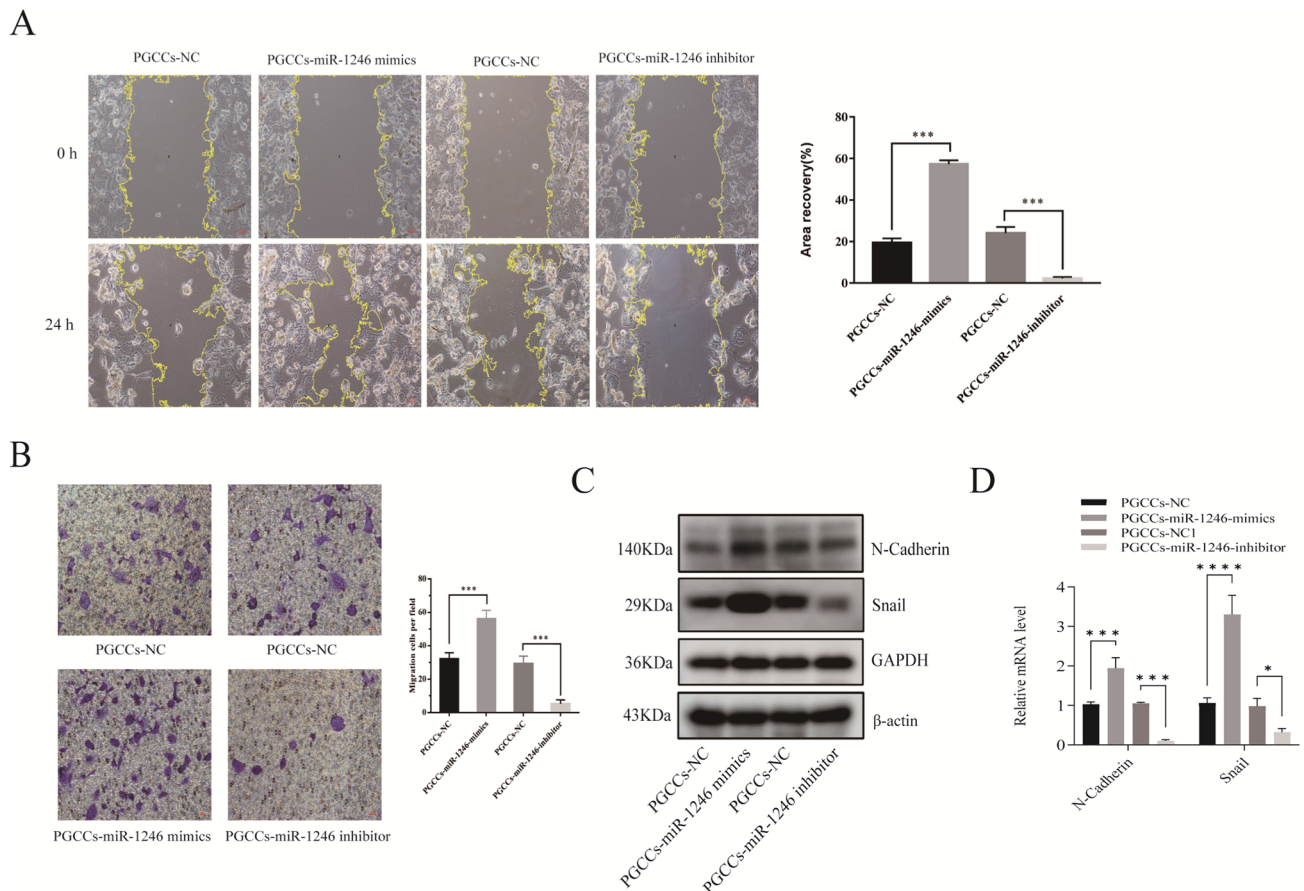 A
PGCCs-NC
PGCCs-miR-1246 mimics
PGCCs-NC
PGCCs-miR-1246 inhibitor
0 h
24 h
Area recovery(%)
80
60
40
20
0
***
***
PGCCs-NC
PGCCs-miR-1246-mimics
PGCCs-NC
PGCCs-miR-1246-inhibitor
B
PGCCs-NC
PGCCs-NC
PGCCs-miR-1246 mimics
PGCCs-miR-1246 inhibitor
Migration cells per field
80
60
40
20
0
***
***
PGCCs-NC
PGCCs-miR-1246-mimics
PGCCs-NC
PGCCs-miR-1246-inhibitor
C
140KDa
N-Cadherin
29KDa
Snail
36KDa
GAPDH
43KDa
β-actin
PGCCs-NC
PGCCs-miR-1246 mimics
PGCCs-NC
PGCCs-miR-1246 inhibitor
D
PGCCs-NC
PGCCs-miR-1246-mimics
PGCCs-NC1
PGCCs-miR-1246-inhibitor
Relative mRNA level
4
3
2
1
0
***
***
****
*
N-Cadherin
Snail